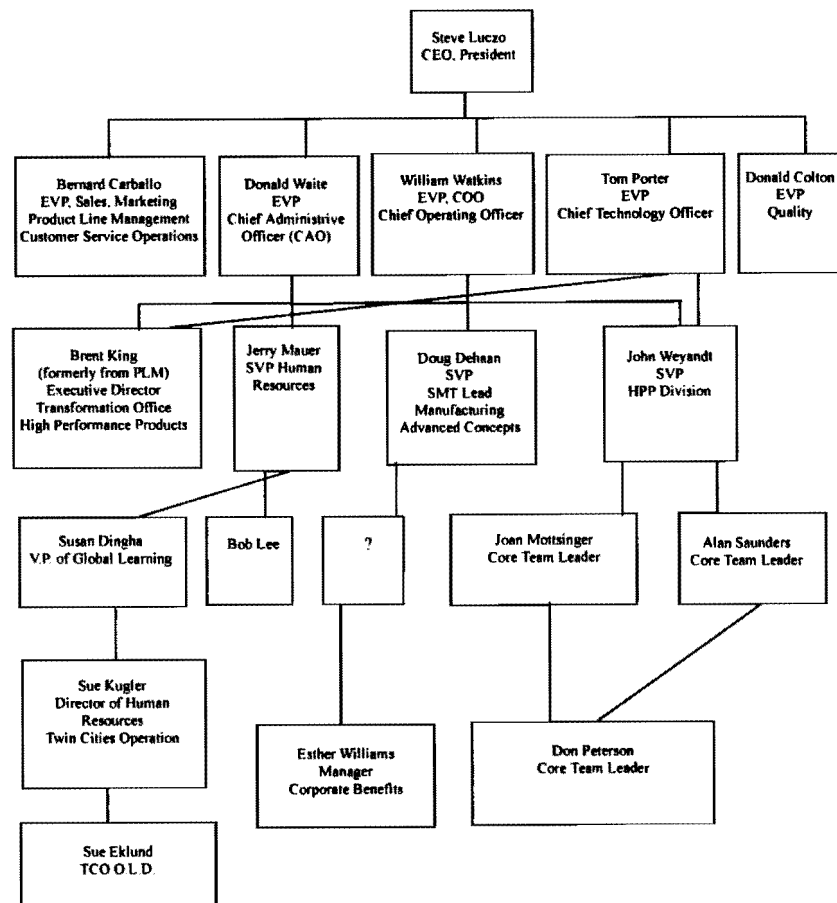 Steve Luczo
CEO, President
Bernard Carballo
EVP, Sales, Marketing
Product Line Management
Customer Service Operations
Donald Waite
EVP
Chief Administrive
Officer (CAO)
William Watkins
EVP, COO
Chief Operating Officer
Tom Porter
EVP
Chief Technology Officer
Donald Colton
EVP
Quality
Brent King
(formerly from PLM)
Executive Director
Transformation Office
High Performance Products
Jerry Mauer
SVP Human
Resources
Doug Dehaan
SVP
SMT Lead
Manufacturing
Advanced Concepts
John Weyandt
SVP
HPP Division
Susan Dingha
V.P. of Global Learning
Bob Lee
?
Joan Mottsinger
Core Team Leader
Alan Saunders
Core Team Leader
Sue Kugler
Director of Human
Resources
Twin Cities Operation
Esther Williams
Manager
Corporate Benefits
Don Peterson
Core Team Leader
Sue Eklund
TCO O.L.D.